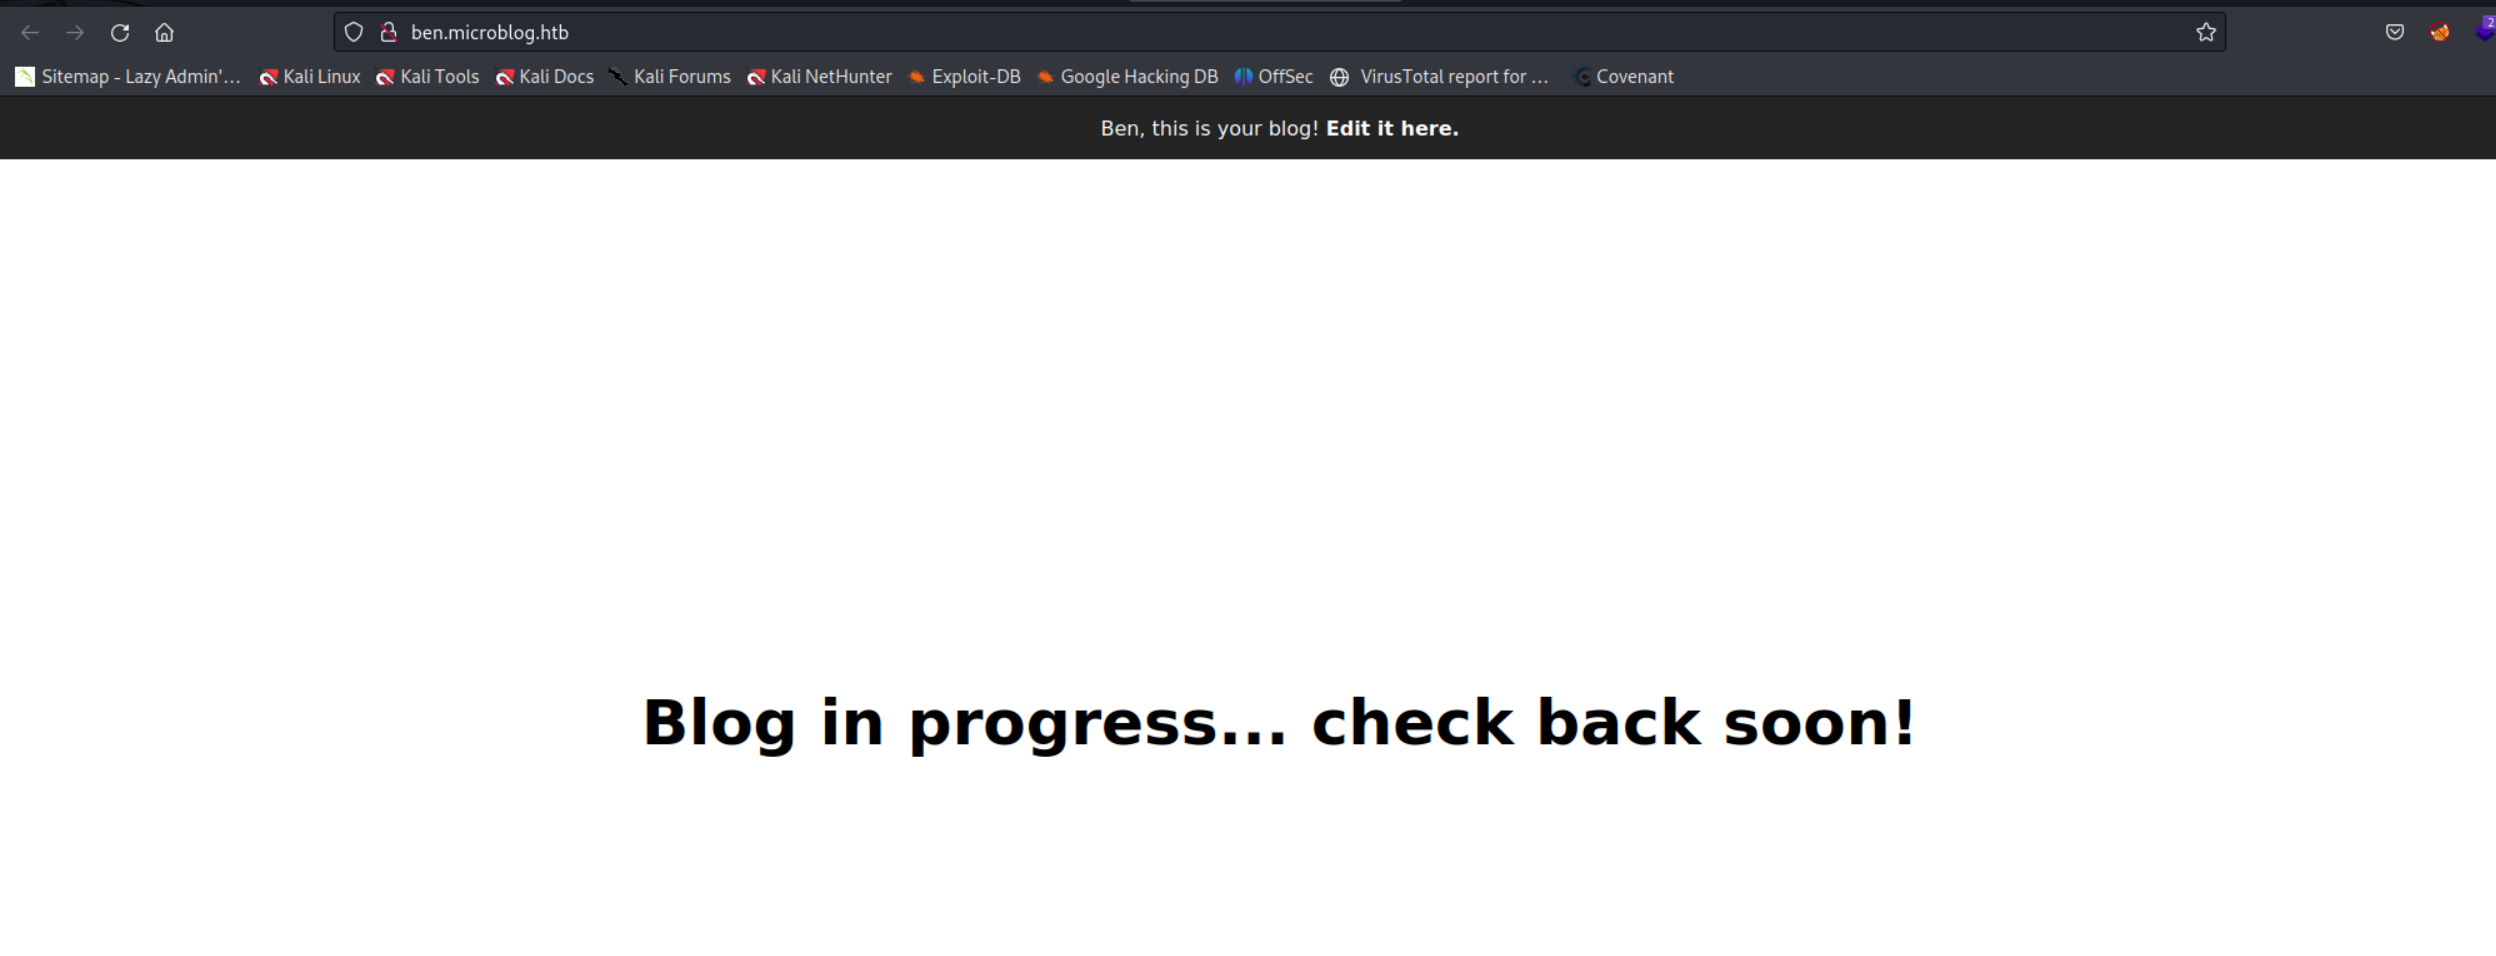 ben.microblog.htb
2
Sitemap - Lazy Admin'... Kali Linux Kali Tools Kali Docs Kali Forums Kali NetHunter Exploit-DB Google Hacking DB OffSec VirusTotal report for ... Covenant
Ben, this is your blog! Edit it here.
Blog in progress... check back soon!